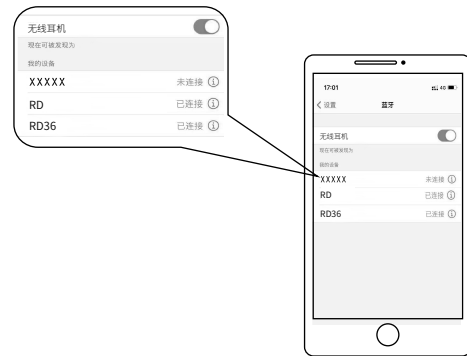 无线耳机
现在可被发现为
我的设备
XXXXX 未连接
RD 已连接
RD36 已连接
17:01 4G
设置 蓝牙
无线耳机
现在可被发现为
我的设备
XXXXX 未连接
RD 已连接
RD36 已连接